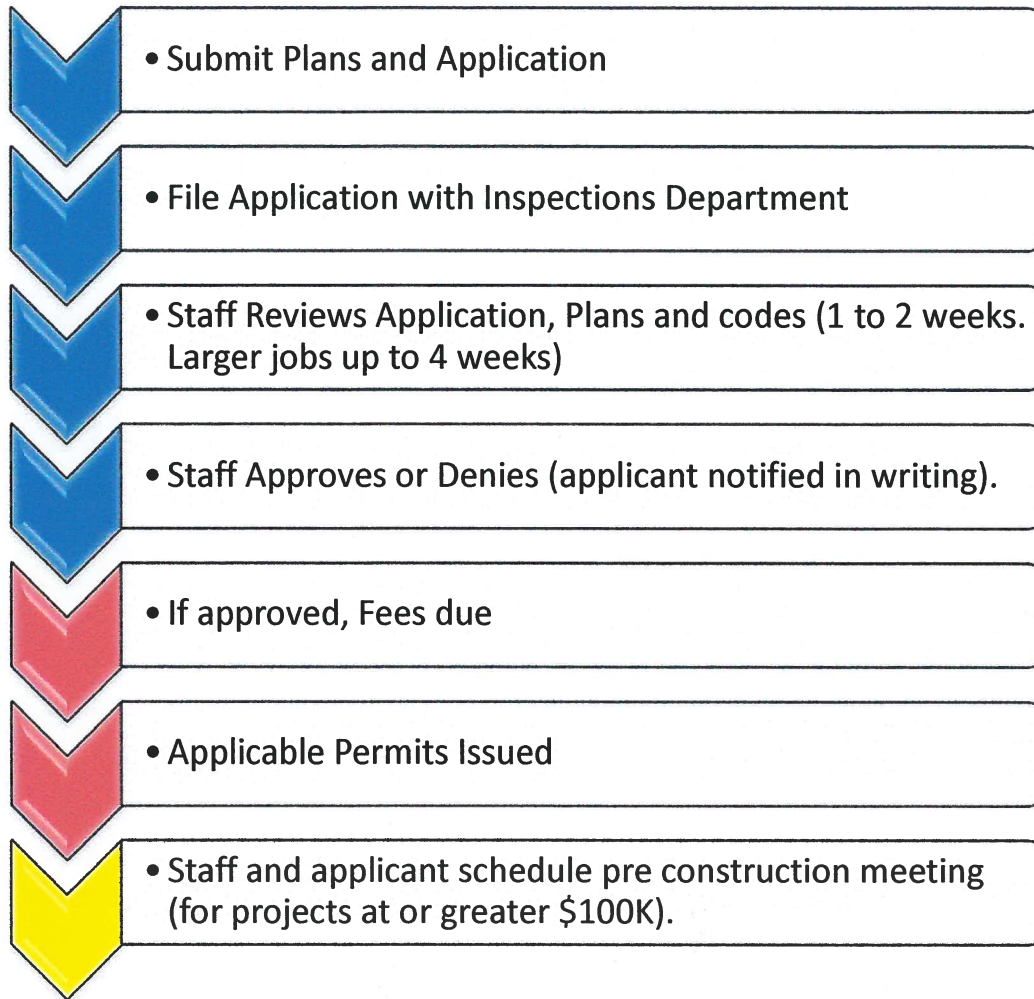 • Submit Plans and Application
• File Application with Inspections Department
• Staff Reviews Application, Plans and codes (1 to 2 weeks.
Larger jobs up to 4 weeks)
• Staff Approves or Denies (applicant notified in writing).
• If approved, Fees due
• Applicable Permits Issued
• Staff and applicant schedule pre construction meeting
(for projects at or greater $100K).